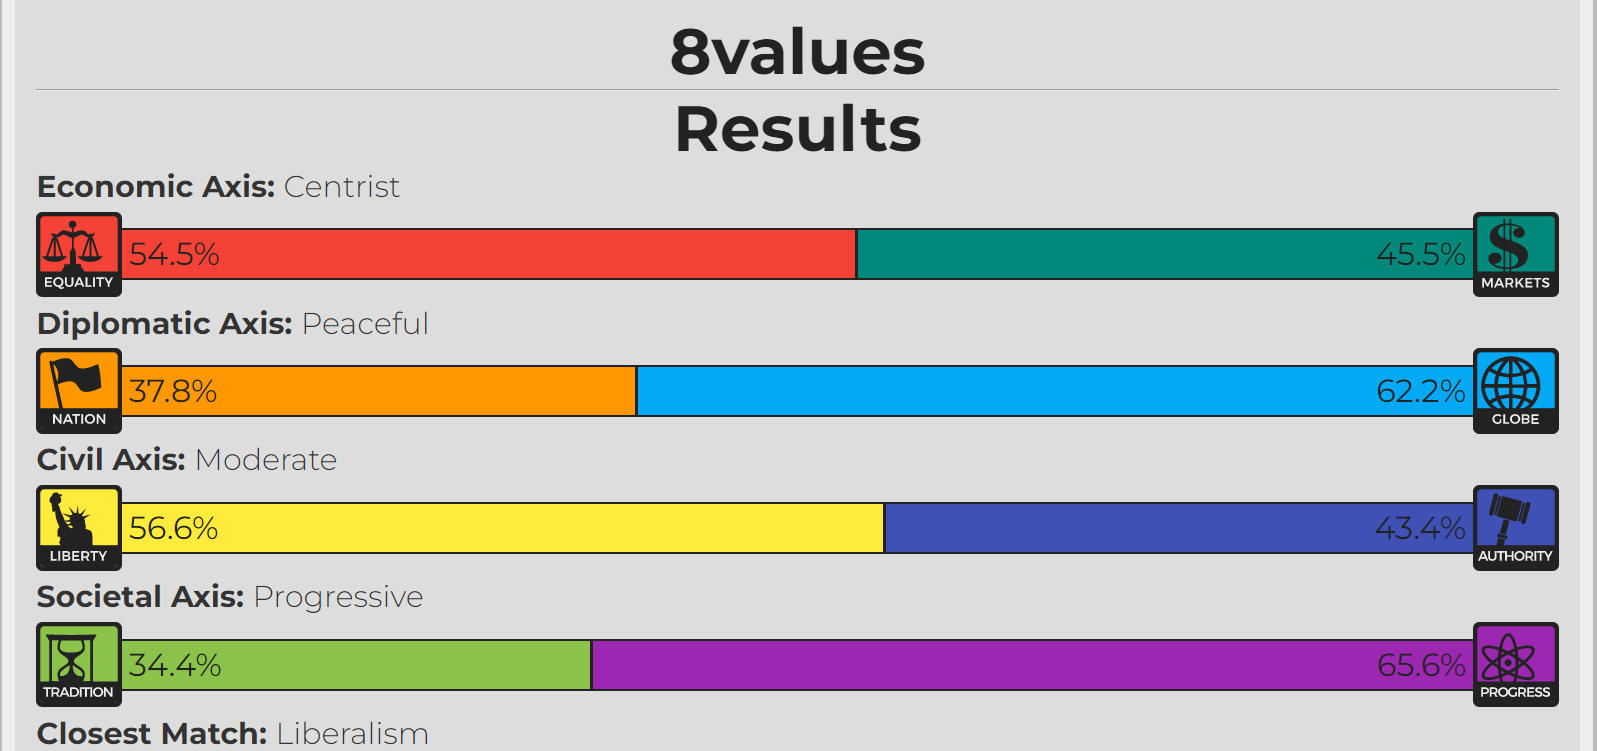 8values
Results
Economic Axis: Centrist
54.5% 45.5%
EQUALITY MARKETS
Diplomatic Axis: Peaceful
37.8% 62.2%
NATION GLOBE
Civil Axis: Moderate
56.6% 43.4%
LIBERTY AUTHORITY
Societal Axis: Progressive
34.4% 65.6%
TRADITION PROGRESS
Closest Match: Liberalism